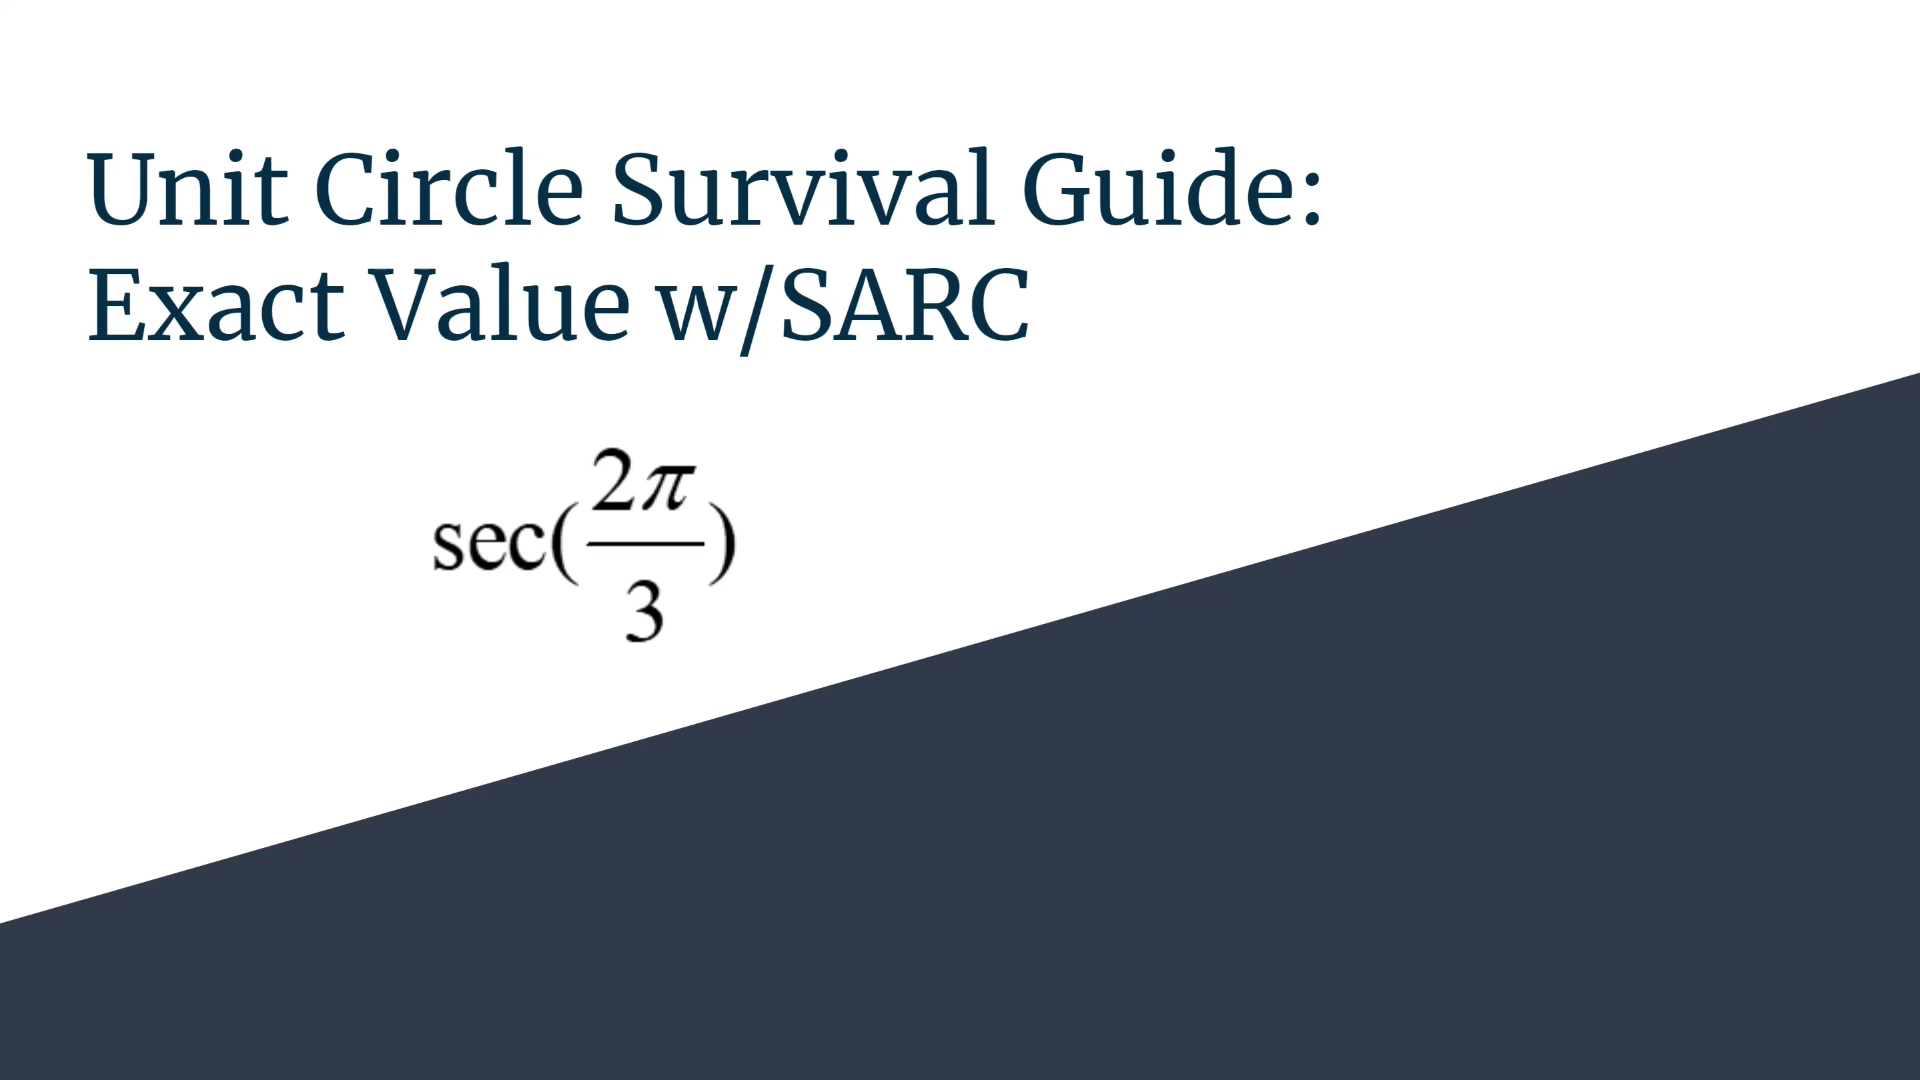 Unit Circle Survival Guide:
Exact Value w/SARC
sec(2π/3)